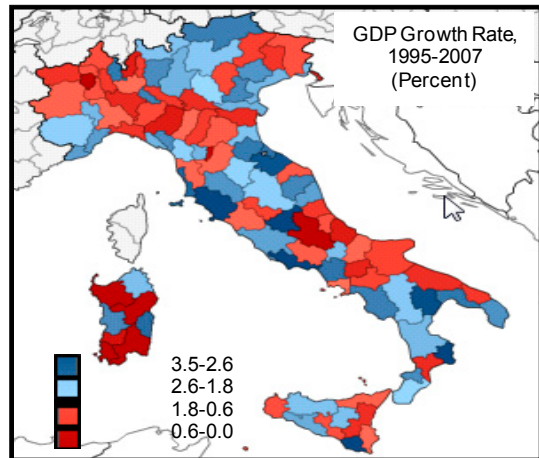 GDP Growth Rate,
1995-2007
(Percent)
3.5-2.6
2.6-1.8
1.8-0.6
0.6-0.0